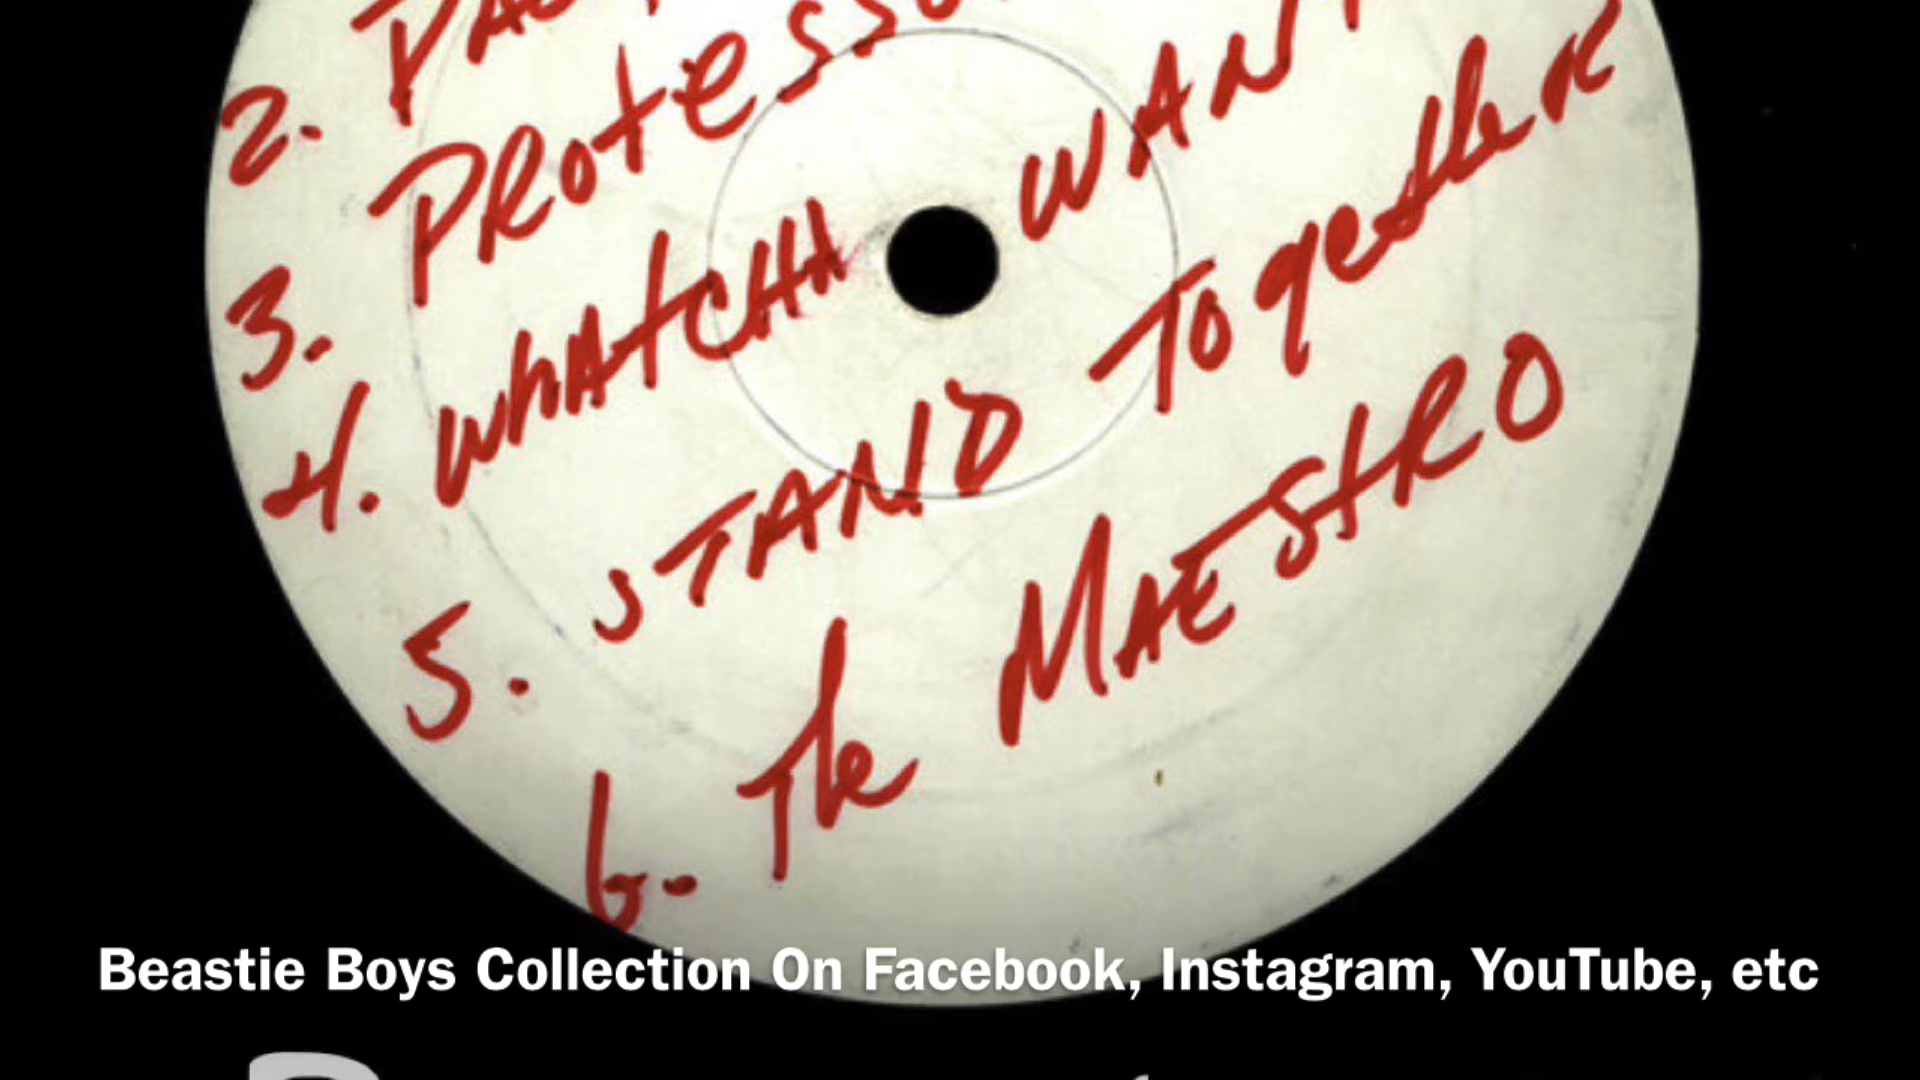 2.
PROfesso
3.
WhAtCHA WANT
4.
STAND TogetheR
5.
The MAEStRO
6.
Beastie Boys Collection On Facebook, Instagram, YouTube, etc